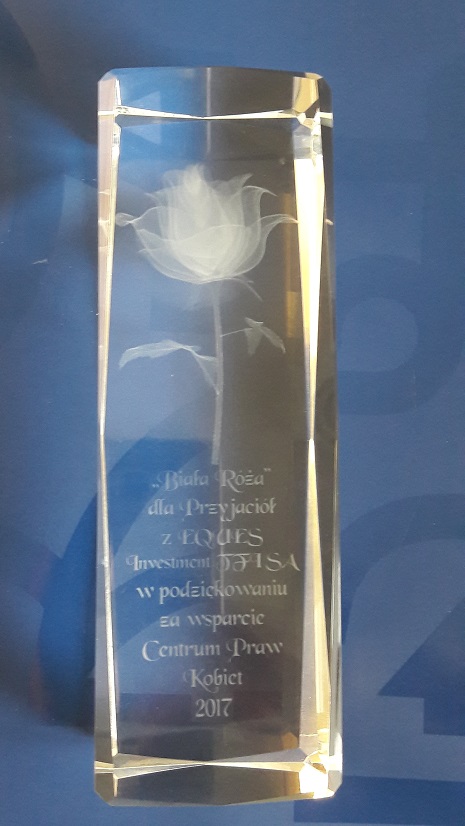 „Biała Róża”
dla Przyjaciół
z EQUES
Investment TFI SA
w podziękowaniu
za wsparcie
Centrum Praw
Kobiet
2017